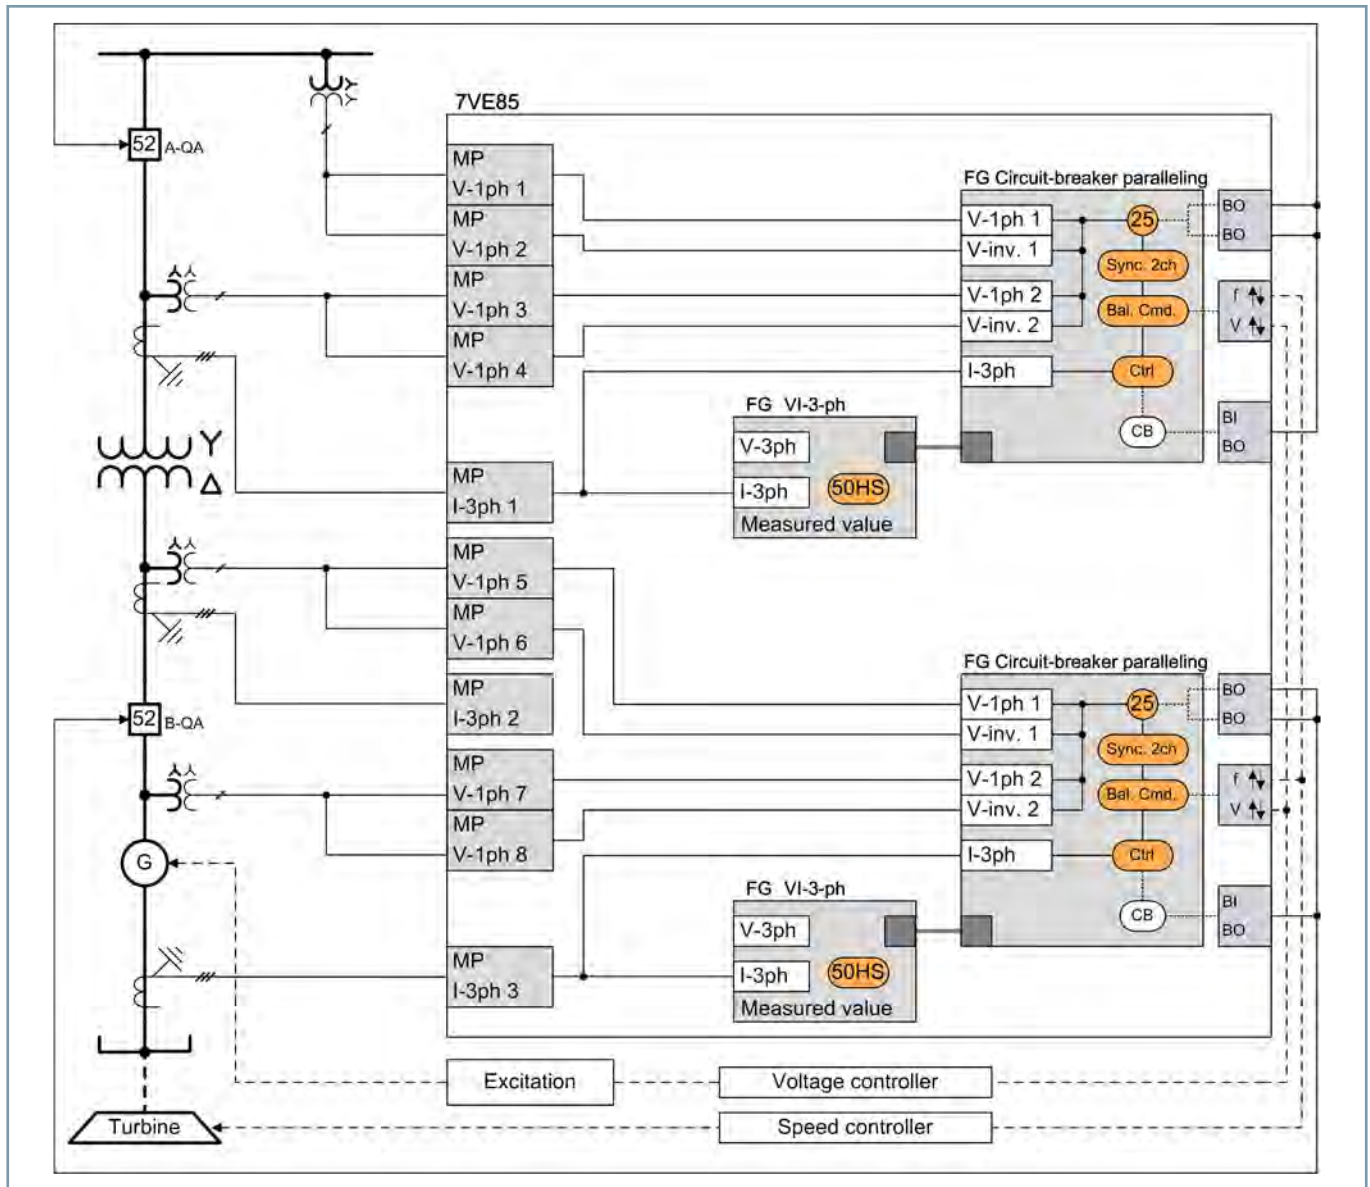 7VE85
52 A-QA
MP
V-1ph 1
MP
V-1ph 2
MP
V-1ph 3
MP
V-1ph 4
FG Circuit-breaker paralleling
V-1ph 1
V-inv. 1
V-1ph 2
V-inv. 2
I-3ph
25
Sync. 2ch
Bal. Cmd.
Ctrl
CB
BO
BO
f
V
BI
BO
FG VI-3-ph
V-3ph
I-3ph
50HS
Measured value
Y
Δ
MP
I-3ph 1
MP
V-1ph 5
MP
V-1ph 6
MP
I-3ph 2
52 B-QA
MP
V-1ph 7
MP
V-1ph 8
FG Circuit-breaker paralleling
V-1ph 1
V-inv. 1
V-1ph 2
V-inv. 2
I-3ph
25
Sync. 2ch
Bal. Cmd.
Ctrl
CB
BO
BO
f
V
BI
BO
G
FG VI-3-ph
V-3ph
I-3ph
50HS
Measured value
MP
I-3ph 3
Excitation
Voltage controller
Turbine
Speed controller